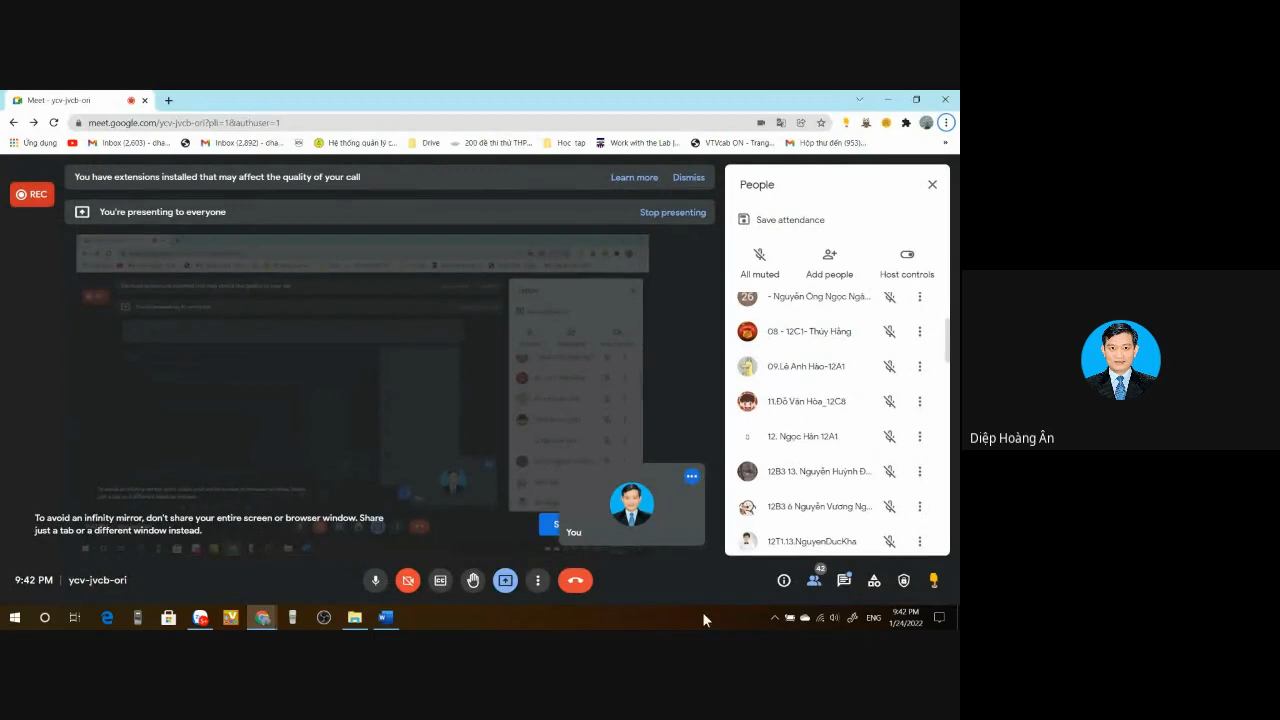 Meet - ycv-jvcb-ori
meet.google.com/ycv-jvcb-ori?pli=1&authuser=1
Ứng dụng
Inbox (2,603) - dha...
Inbox (2,892) - dha...
Hệ thống quản lý c...
Drive
200 đề thi thử THP...
Học tập
Work with the Lab |...
VTVcab ON - Trang...
Hộp thư đến (953)...
»
REC
You have extensions installed that may affect the quality of your call
Learn more
Dismiss
You're presenting to everyone
Stop presenting
To avoid an infinity mirror, don't share your entire screen or browser window. Share
just a tab or a different window instead.
S
You
People
Save attendance
All muted
Add people
Host controls
26
- Nguyễn Ong Ngọc Ngâ...
08 - 12C1- Thúy Hằng
09.Lê Anh Hào-12A1
11.Đỗ Văn Hòa_12C8
12. Ngọc Hân 12A1
12B3 13. Nguyễn Huỳnh Đ...
12B3 6 Nguyễn Vương Ng...
12T1.13.NguyenDucKha
9:42 PM
ycv-jvcb-ori
42
ENG
9:42 PM
1/24/2022
Diệp Hoàng Ân